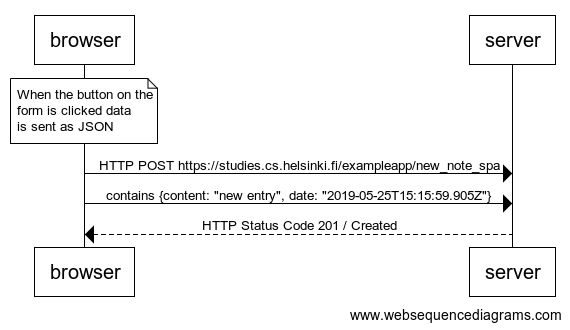 browser
server
When the button on the
form is clicked data
is sent as JSON
HTTP POST https://studies.cs.helsinki.fi/exampleapp/new_note_spa
contains {content: "new entry", date: "2019-05-25T15:15:59.905Z"}
HTTP Status Code 201 / Created
browser
server
www.websequencediagrams.com